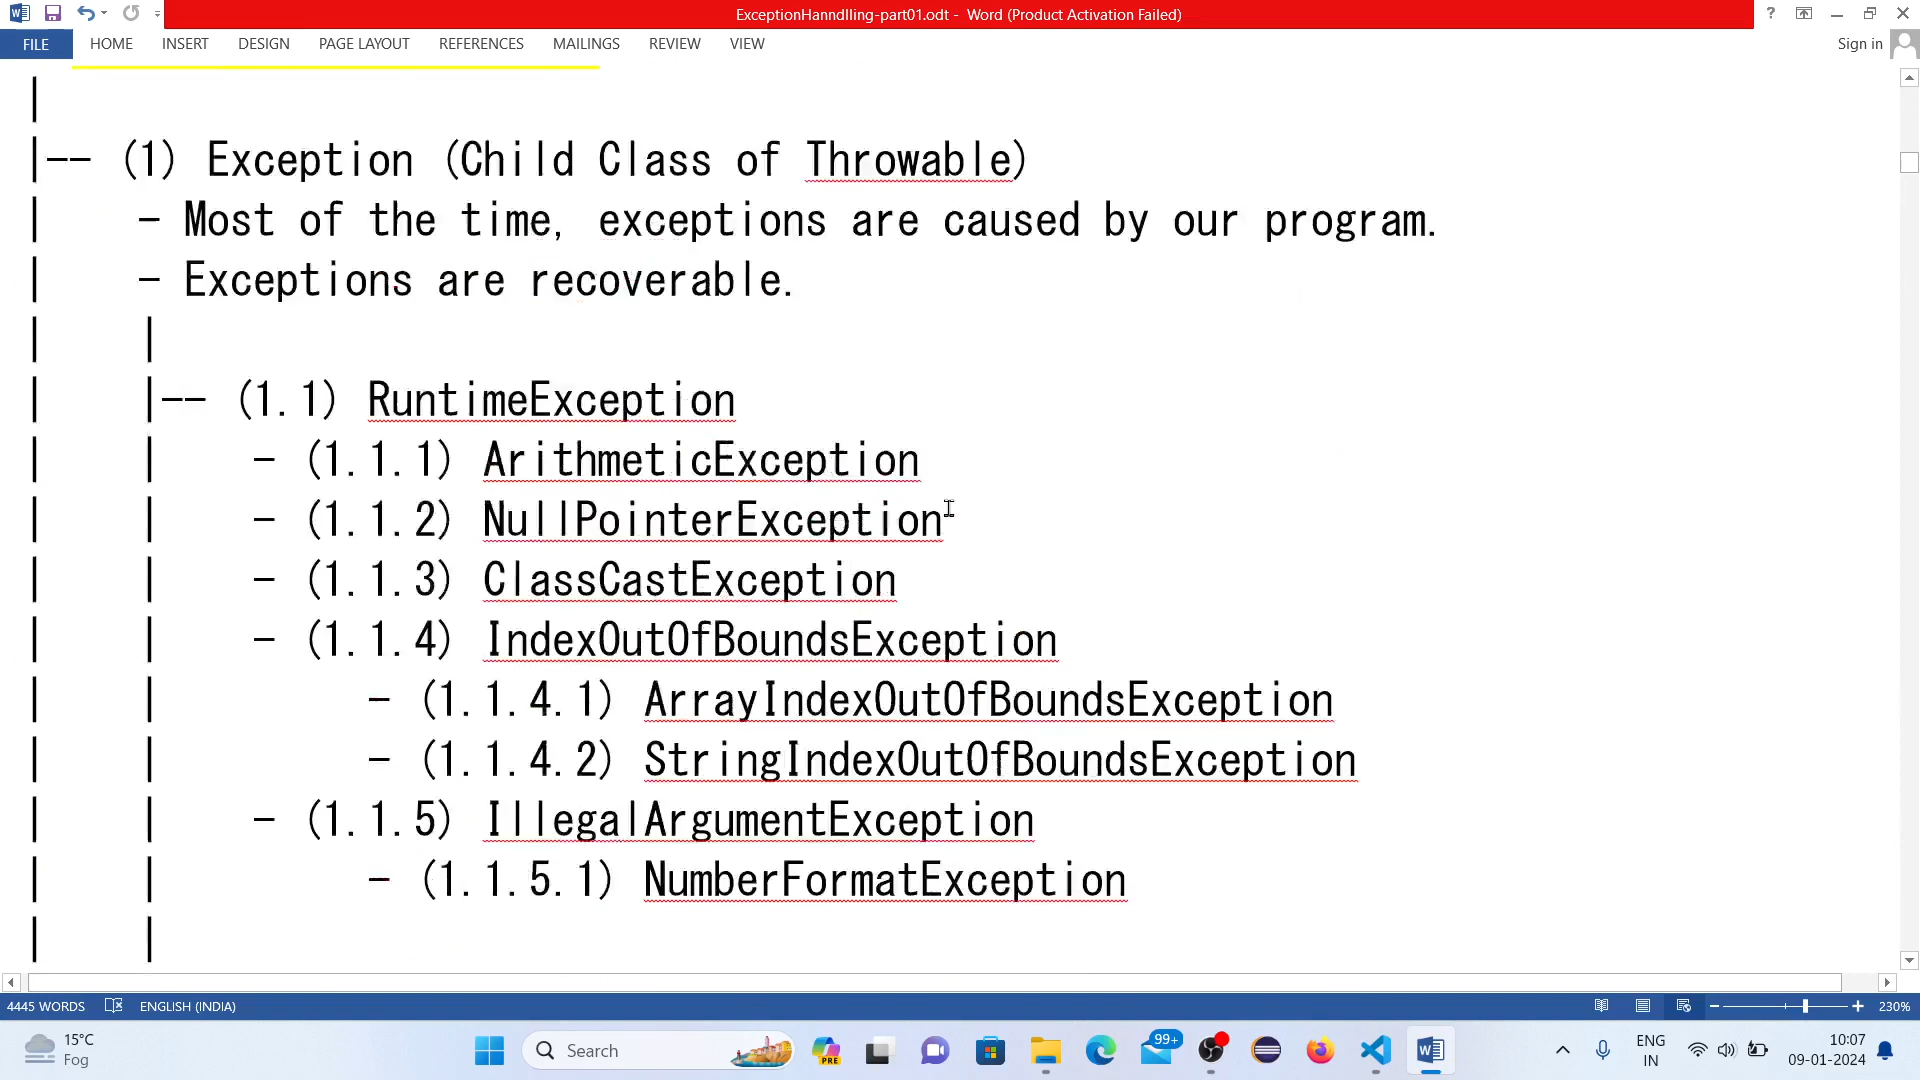 ExceptionHanndlling-part01.odt - Word (Product Activation Failed)
FILE HOME INSERT DESIGN PAGE LAYOUT REFERENCES MAILINGS REVIEW VIEW Sign in
|
|-- (1) Exception (Child Class of Throwable)
| - Most of the time, exceptions are caused by our program.
| - Exceptions are recoverable.
| |
| |-- (1.1) RuntimeException
| | - (1.1.1) ArithmeticException
| | - (1.1.2) NullPointerException
| | - (1.1.3) ClassCastException
| | - (1.1.4) IndexOutOfBoundsException
| | - (1.1.4.1) ArrayIndexOutOfBoundsException
| | - (1.1.4.2) StringIndexOutOfBoundsException
| | - (1.1.5) IllegalArgumentException
| | - (1.1.5.1) NumberFormatException
| |
4445 WORDS ENGLISH (INDIA) 230%
15°C
Fog
Search
PRE
99+
ENG
IN
10:07
09-01-2024